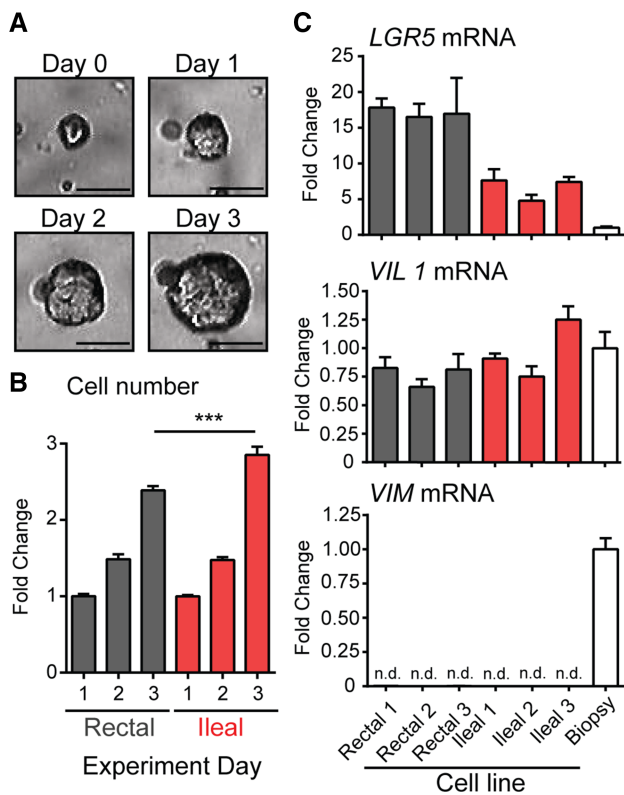 A
Day 0 Day 1
Day 2 Day 3
B Cell number
***
Fold Change
3
2
1
0
1 2 3 1 2 3
Rectal Ileal
Experiment Day
C
LGR5 mRNA
Fold Change
25
20
15
10
5
0
VIL 1 mRNA
Fold Change
1.50
1.25
1.00
0.75
0.50
0.25
0
VIM mRNA
Fold Change
1.25
1.00
0.75
0.50
0.25
0
n.d. n.d. n.d. n.d. n.d. n.d.
Rectal 1 Rectal 2 Rectal 3 Ileal 1 Ileal 2 Ileal 3 Biopsy
Cell line